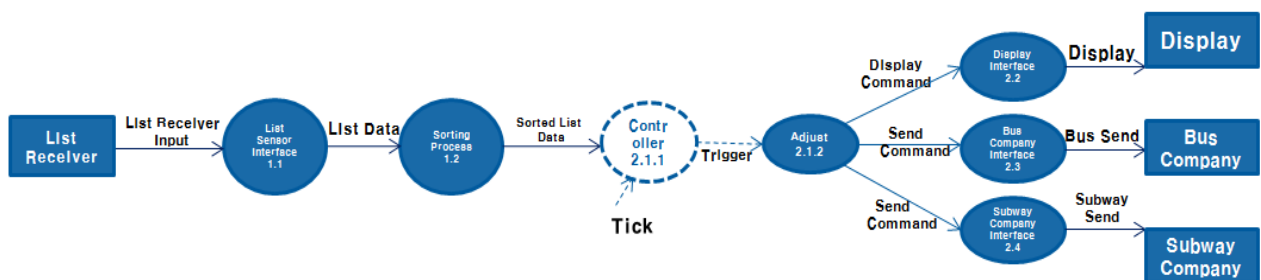 List
Receiver
List Receiver
Input
List
Sensor
Interface
1.1
List Data
Sorting
Process
1.2
Sorted List
Data
Contr
oller
2.1.1
Tick
Trigger
Adjust
2.1.2
Display
Command
Display
Interface
2.2
Display
Display
Send
Command
Bus
Company
Interface
2.3
Bus Send
Bus
Company
Send
Command
Subway
Company
Interface
2.4
Subway
Send
Subway
Company